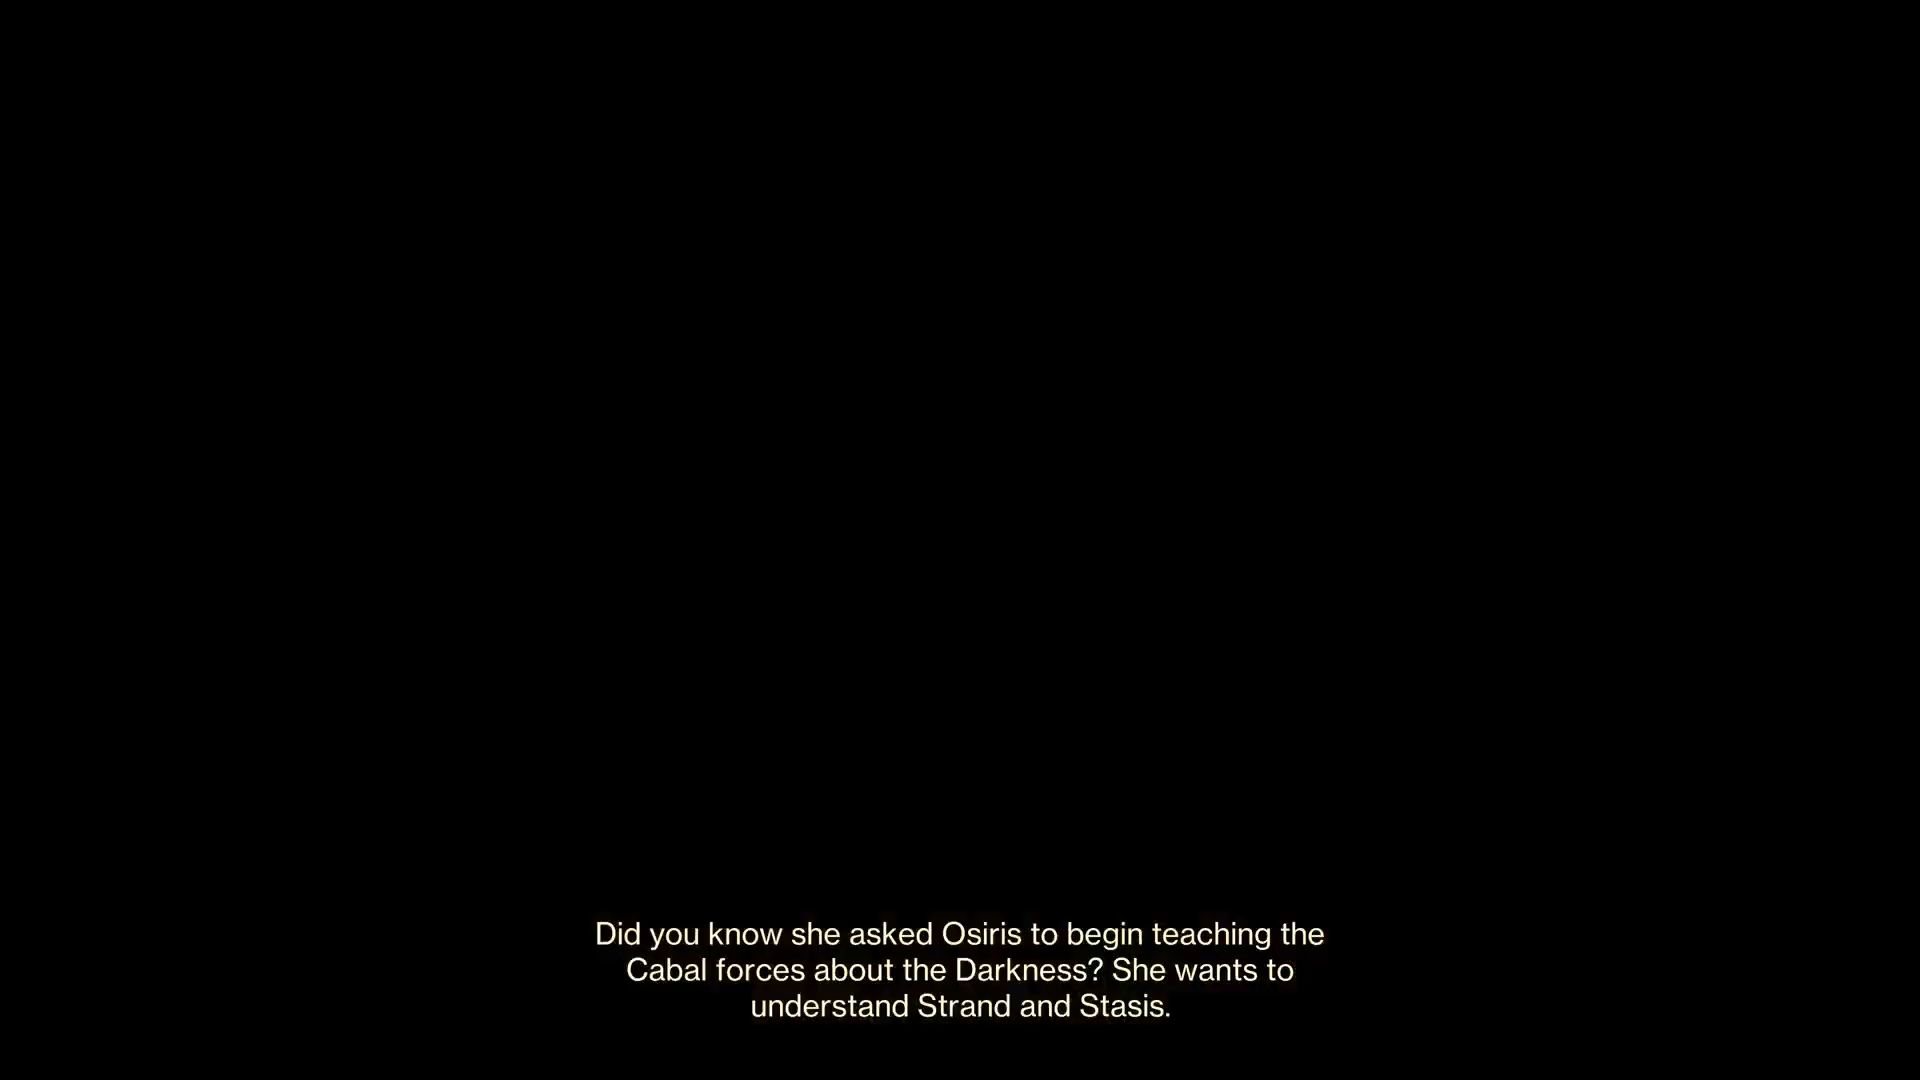 Did you know she asked Osiris to begin teaching the
Cabal forces about the Darkness? She wants to
understand Strand and Stasis.